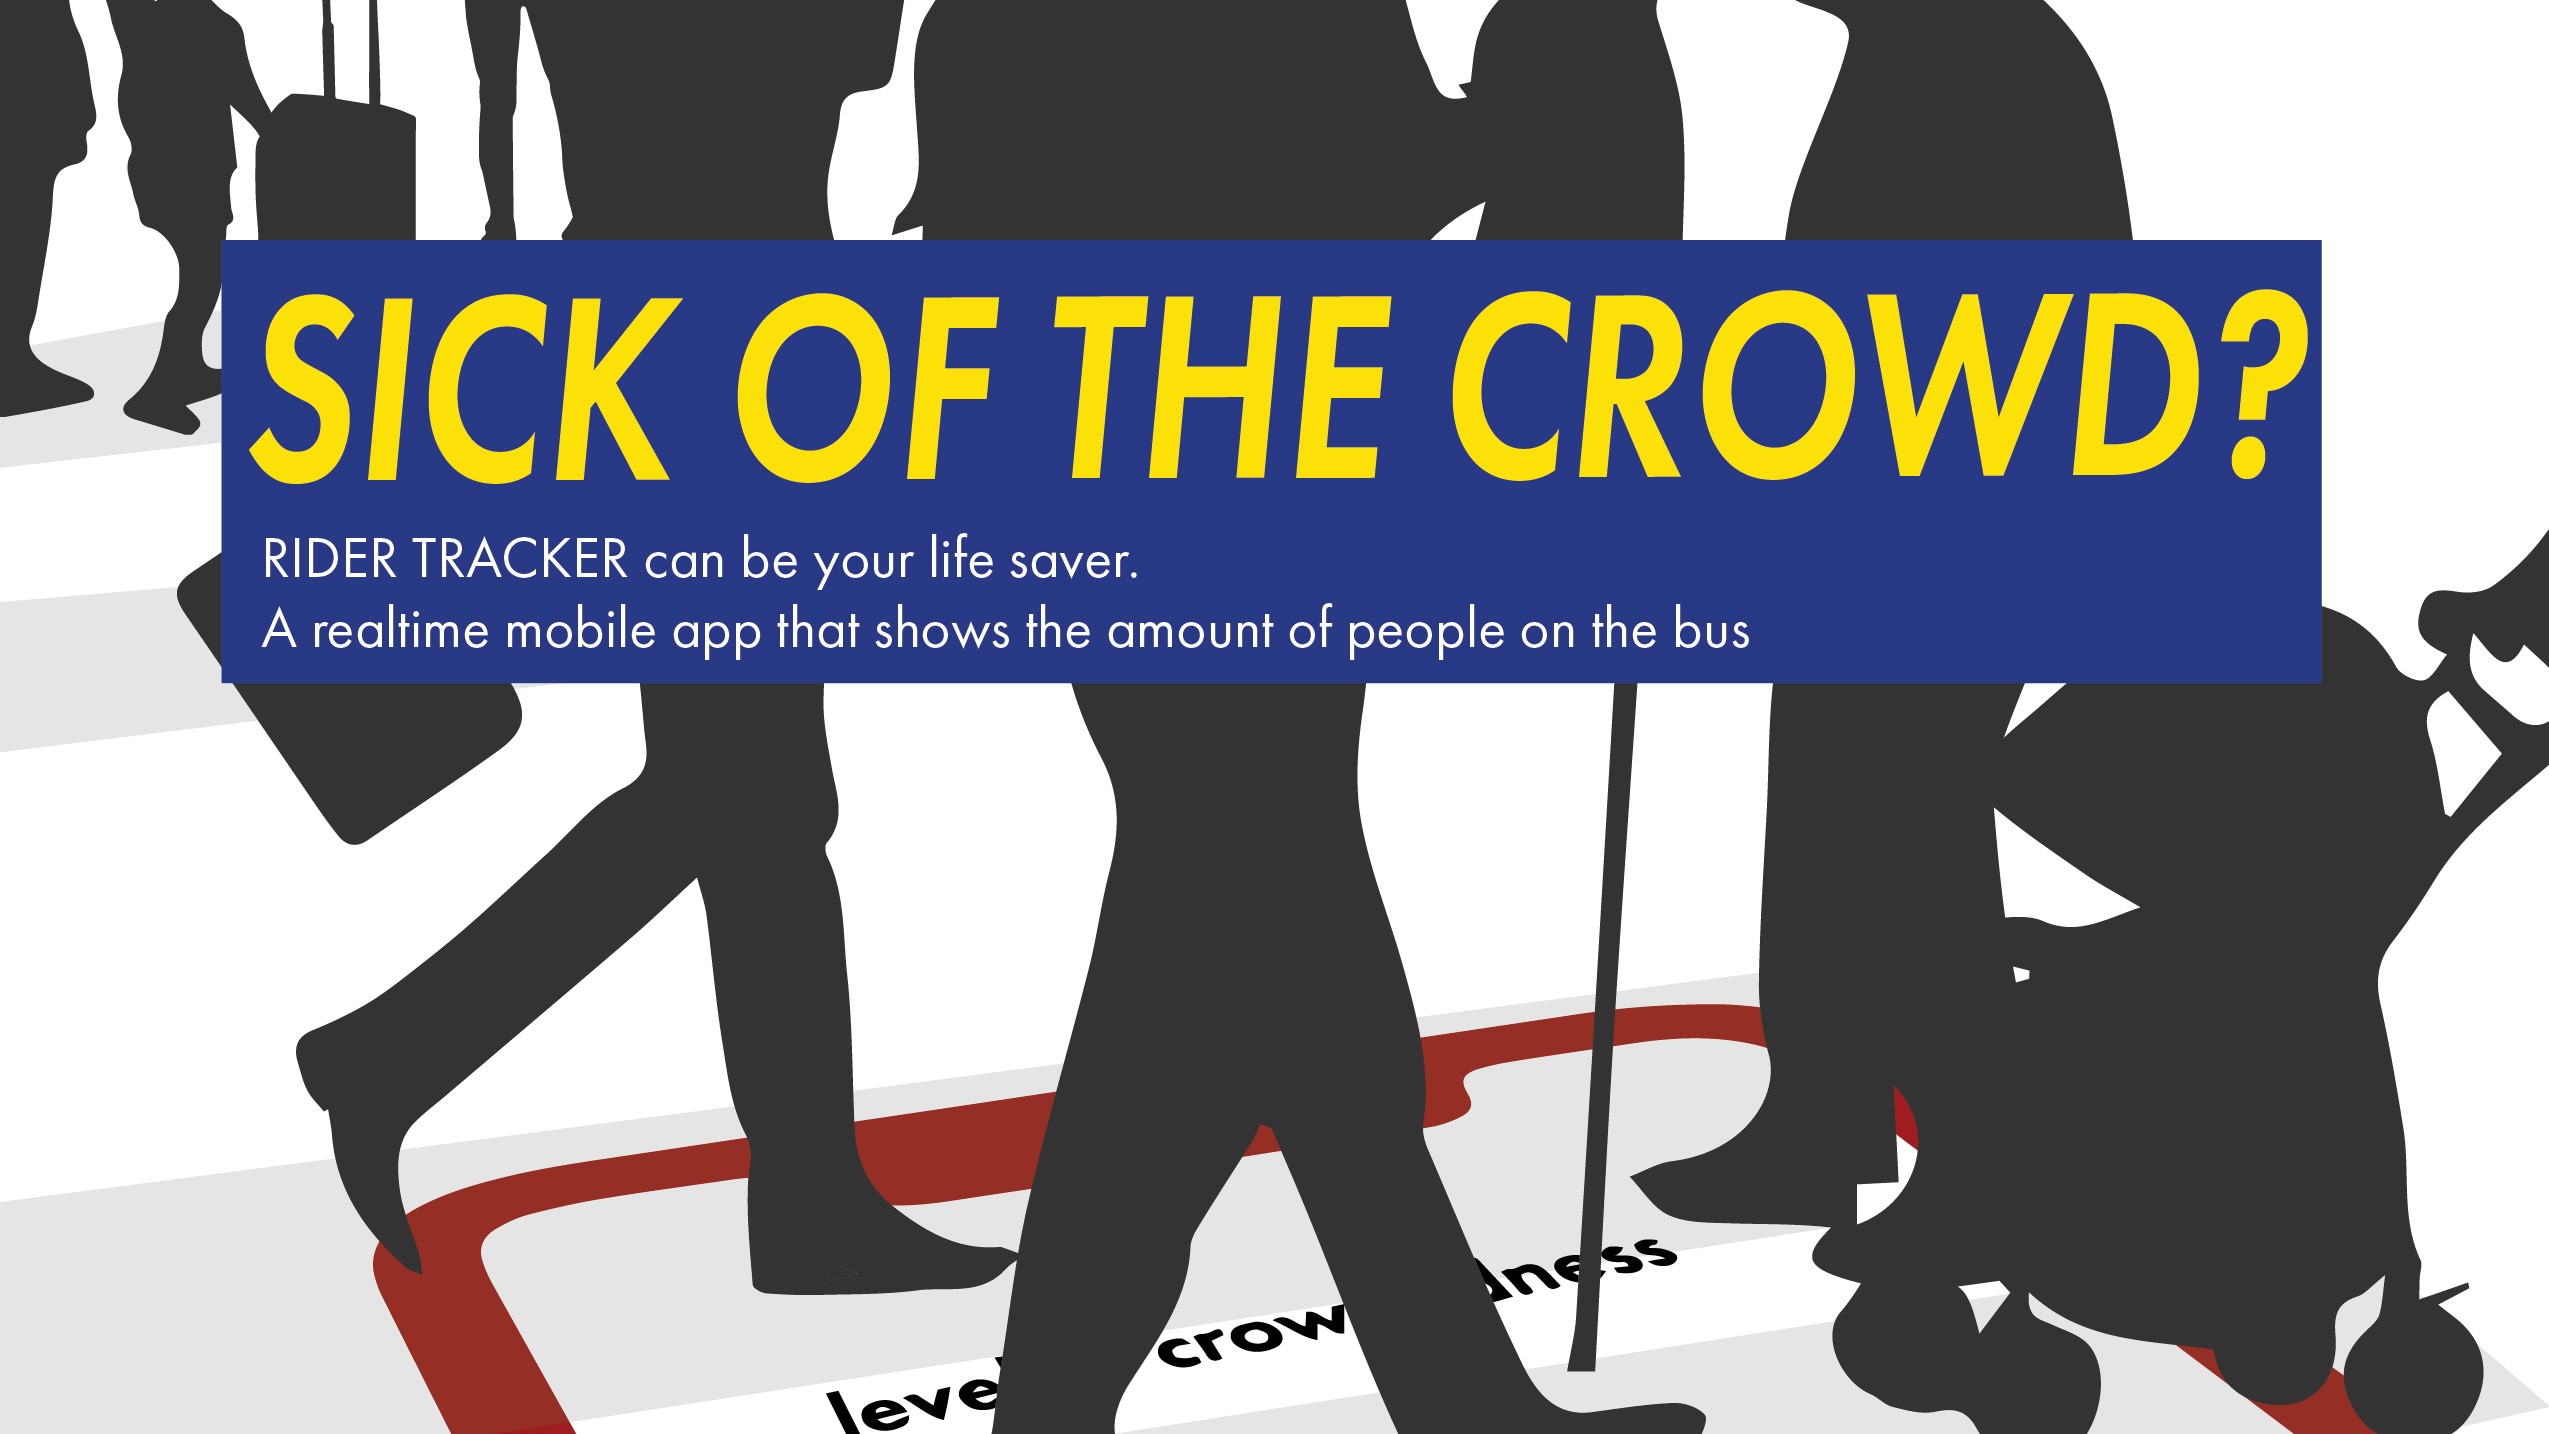 SICK OF THE CROWD?
RIDER TRACKER can be your life saver.
A realtime mobile app that shows the amount of people on the bus